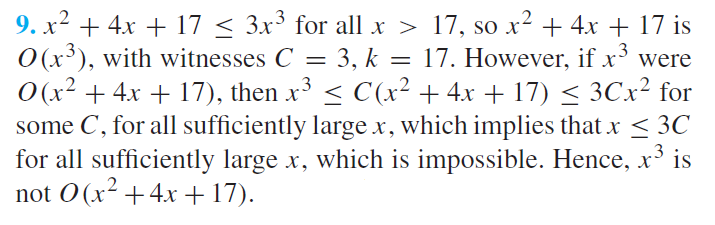 9. x² + 4x + 17 ≤ 3x³ for all x > 17, so x² + 4x + 17 is
O(x³), with witnesses C = 3, k = 17. However, if x³ were
O(x² + 4x + 17), then x³ ≤ C(x² + 4x + 17) ≤ 3Cx² for
some C, for all sufficiently large x, which implies that x ≤ 3C
for all sufficiently large x, which is impossible. Hence, x³ is
not O(x² + 4x + 17).